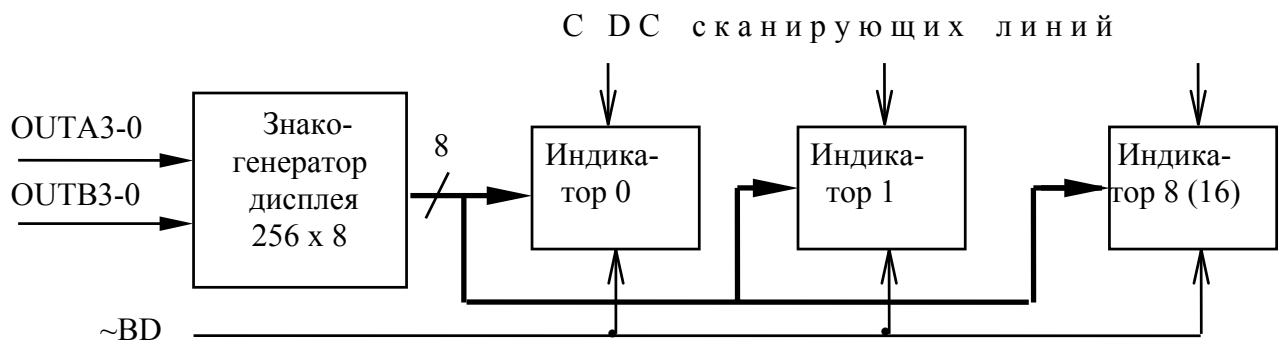 С DC сканирующих линий
OUTA3-0
OUTB3-0
Знако-
генератор
дисплея
256 x 8
8
Индика-
тор 0
Индика-
тор 1
Индика-
тор 8 (16)
~BD